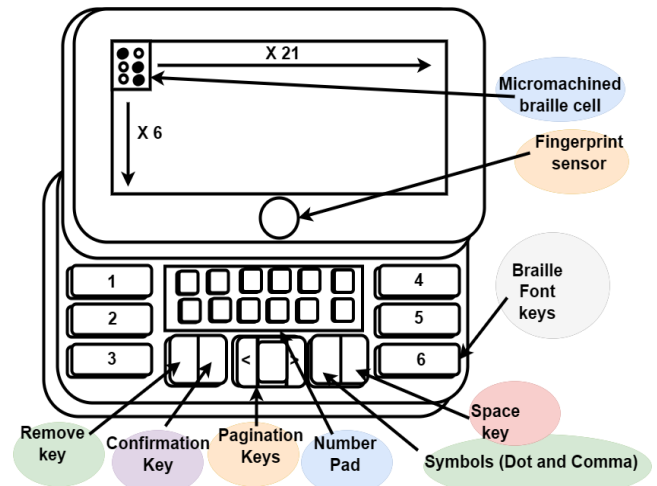 X 21
Micromachined
braille cell
X 6
Fingerprint
sensor
1
4
Braille
Font
keys
2
5
3
< >
6
Space
key
Remove
key
Confirmation
Key
Pagination
Keys
Number
Pad
Symbols (Dot and Comma)